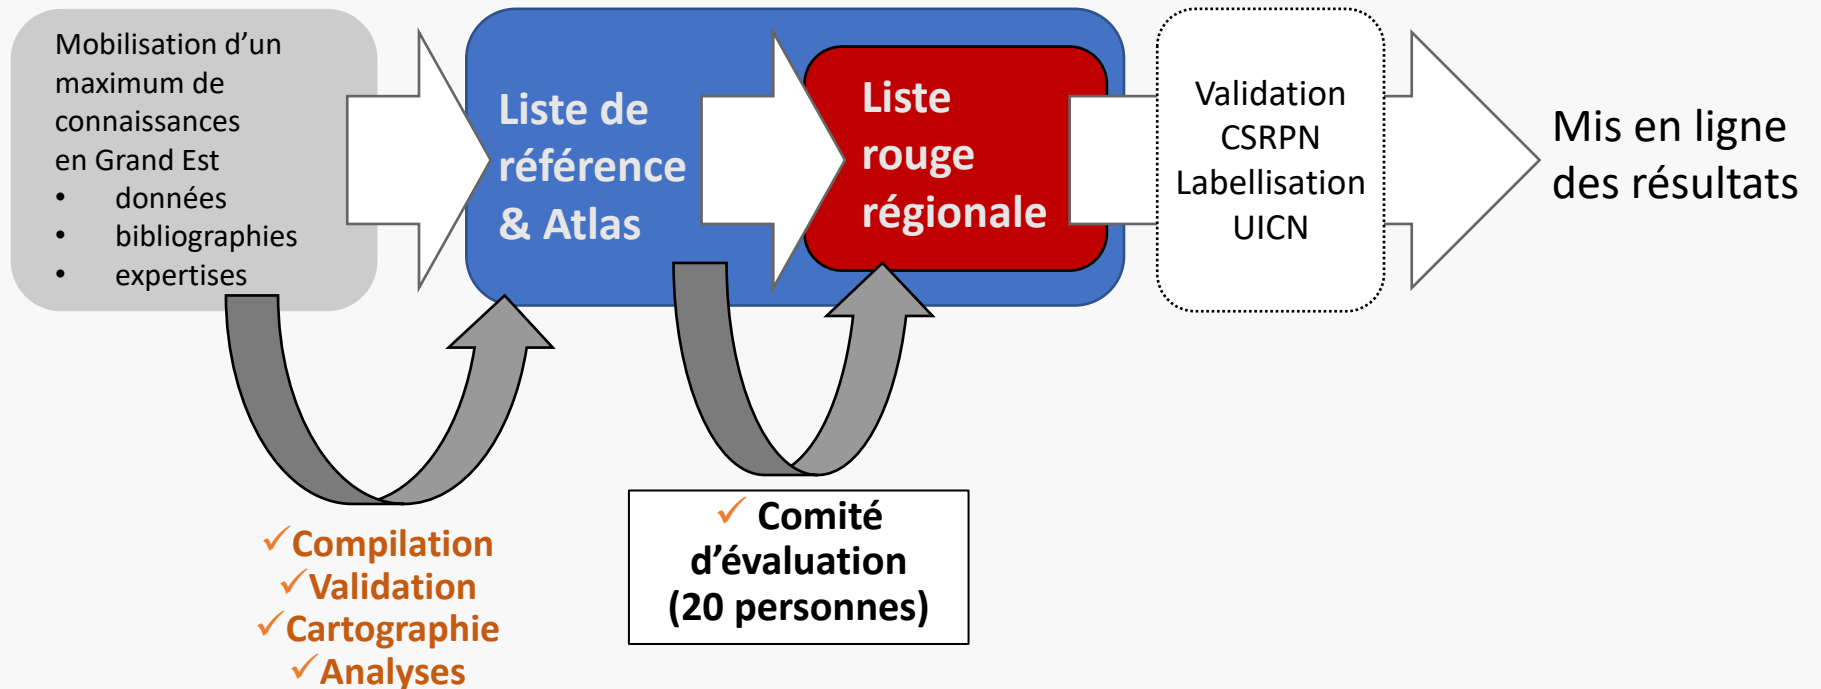 Mobilisation d’un
maximum de
connaissances
en Grand Est
• données
• bibliographies
• expertises
Liste de
référence
& Atlas
Liste
rouge
régionale
Validation
CSRPN
Labellisation
UICN
Mis en ligne
des résultats
✓Compilation
✓Validation
✓Cartographie
✓Analyses
✓ Comité
d’évaluation
(20 personnes)